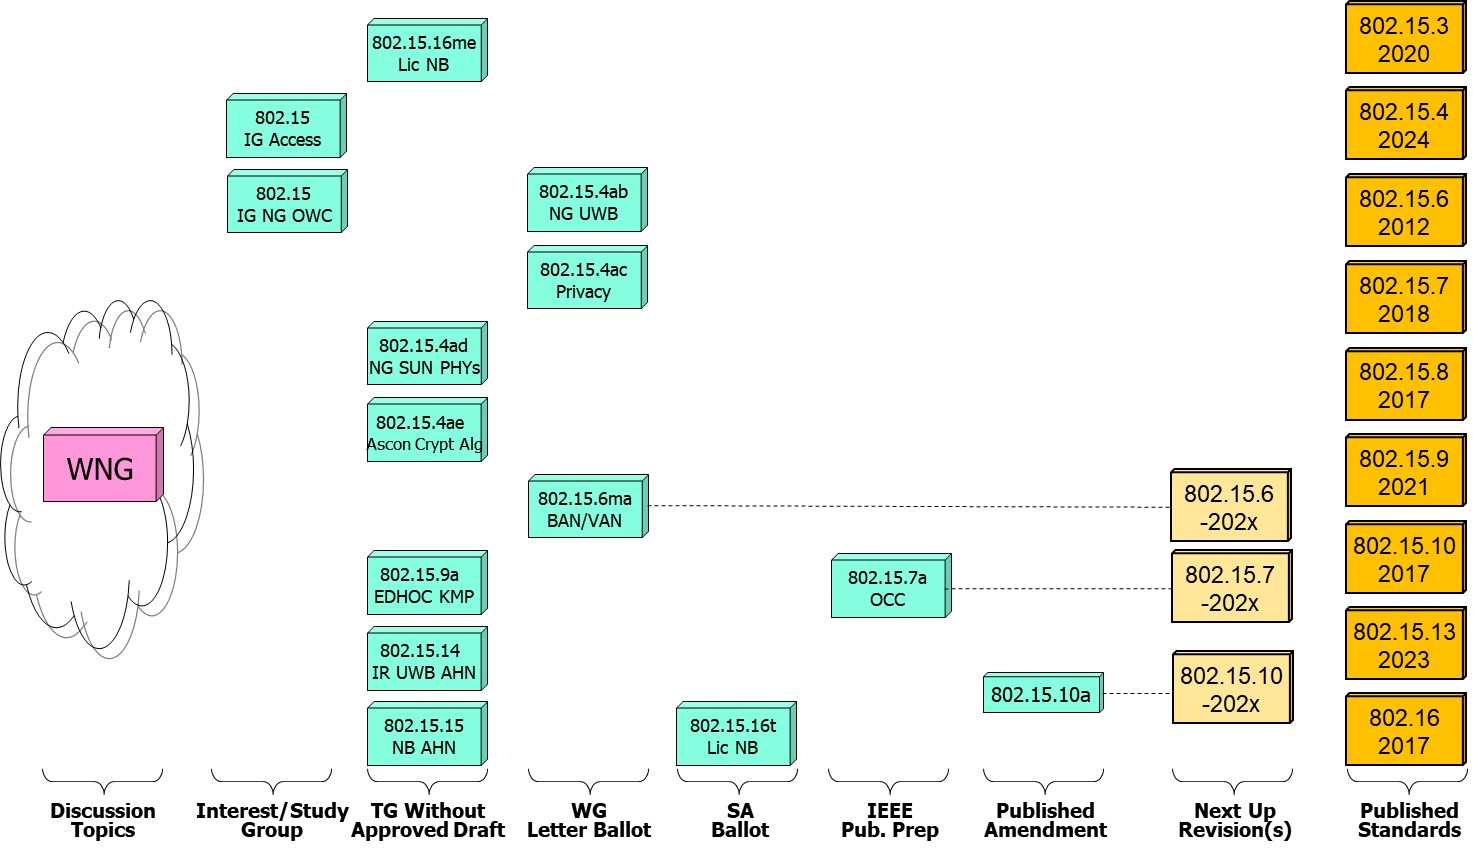 WNG
802.15
IG Access
802.15
IG NG OWC
802.15.16me
Lic NB
802.15.4ad
NG SUN PHYs
802.15.4ae
Ascon Crypt Alg
802.15.9a
EDHOC KMP
802.15.14
IR UWB AHN
802.15.15
NB AHN
802.15.4ab
NG UWB
802.15.4ac
Privacy
802.15.6ma
BAN/VAN
802.15.16t
Lic NB
802.15.7a
OCC
802.15.10a
802.15.6
-202x
802.15.7
-202x
802.15.10
-202x
802.15.3
2020
802.15.4
2024
802.15.6
2012
802.15.7
2018
802.15.8
2017
802.15.9
2021
802.15.10
2017
802.15.13
2023
802.16
2017
Discussion
Topics
Interest/Study
Group
TG Without
Approved Draft
WG
Letter Ballot
SA
Ballot
IEEE
Pub. Prep
Published
Amendment
Next Up
Revision(s)
Published
Standards